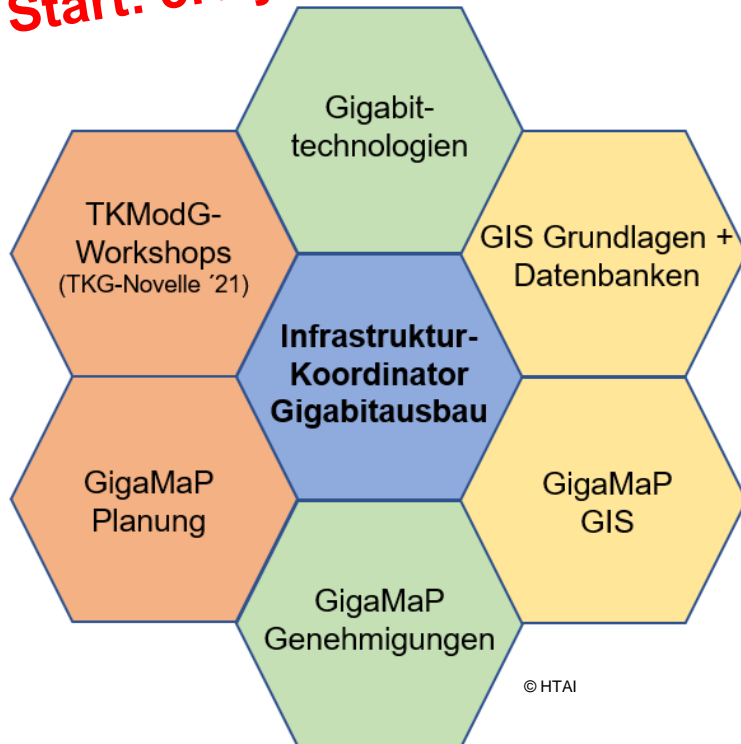 Start:
Gigabit-
technologien
TKModG-
Workshops
(TKG-Novelle ´21)
GIS Grundlagen +
Datenbanken
Infrastruktur-
Koordinator
Gigabitausbau
GigaMaP
Planung
GigaMaP
GIS
GigaMaP
Genehmigungen
© HTAI